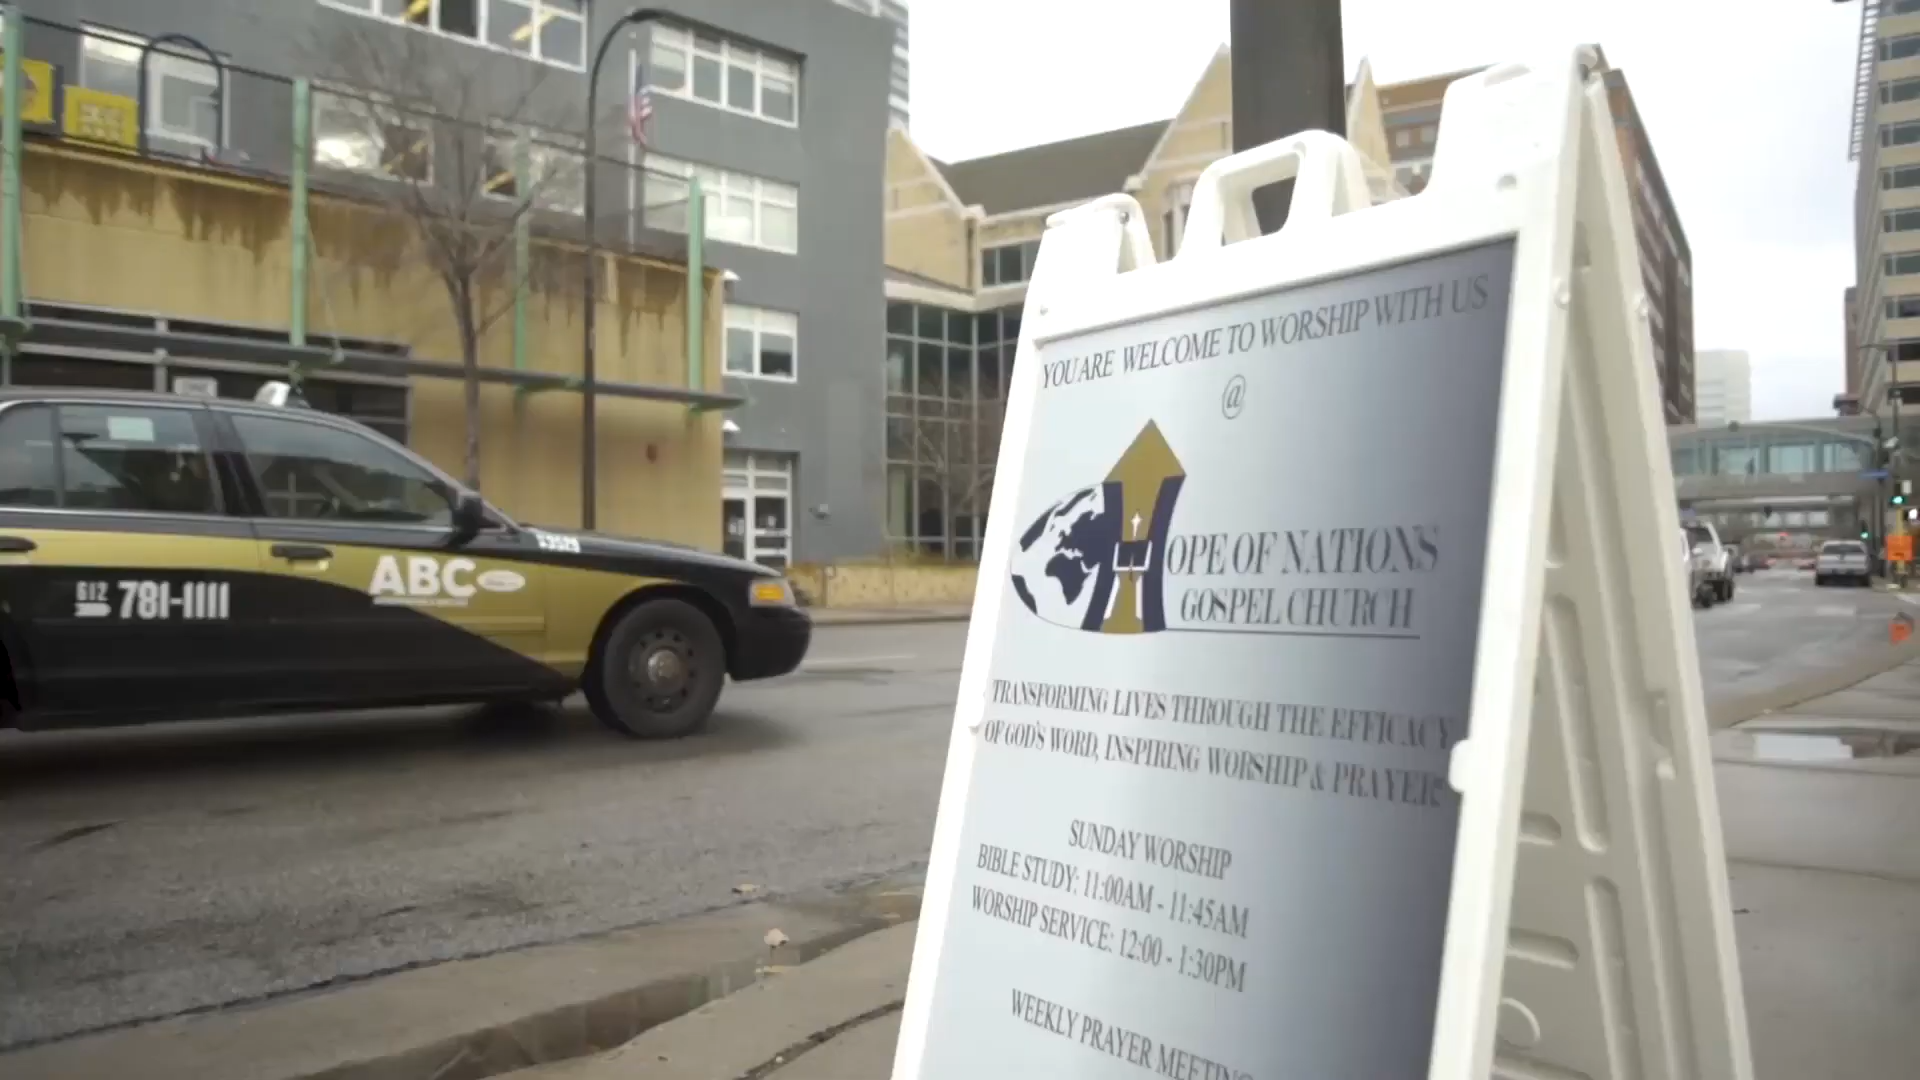 YOU ARE WELCOME TO WORSHIP WITH US
@
HOPE OF NATIONS
GOSPEL CHURCH
TRANSFORMING LIVES THROUGH THE EFFICACY
OF GOD'S WORD, INSPIRING WORSHIP & PRAYER"
SUNDAY WORSHIP
BIBLE STUDY: 11:00AM - 11:45AM
WORSHIP SERVICE: 12:00 - 1:30PM
WEEKLY PRAYER MEETING
612 781-1111
ABC